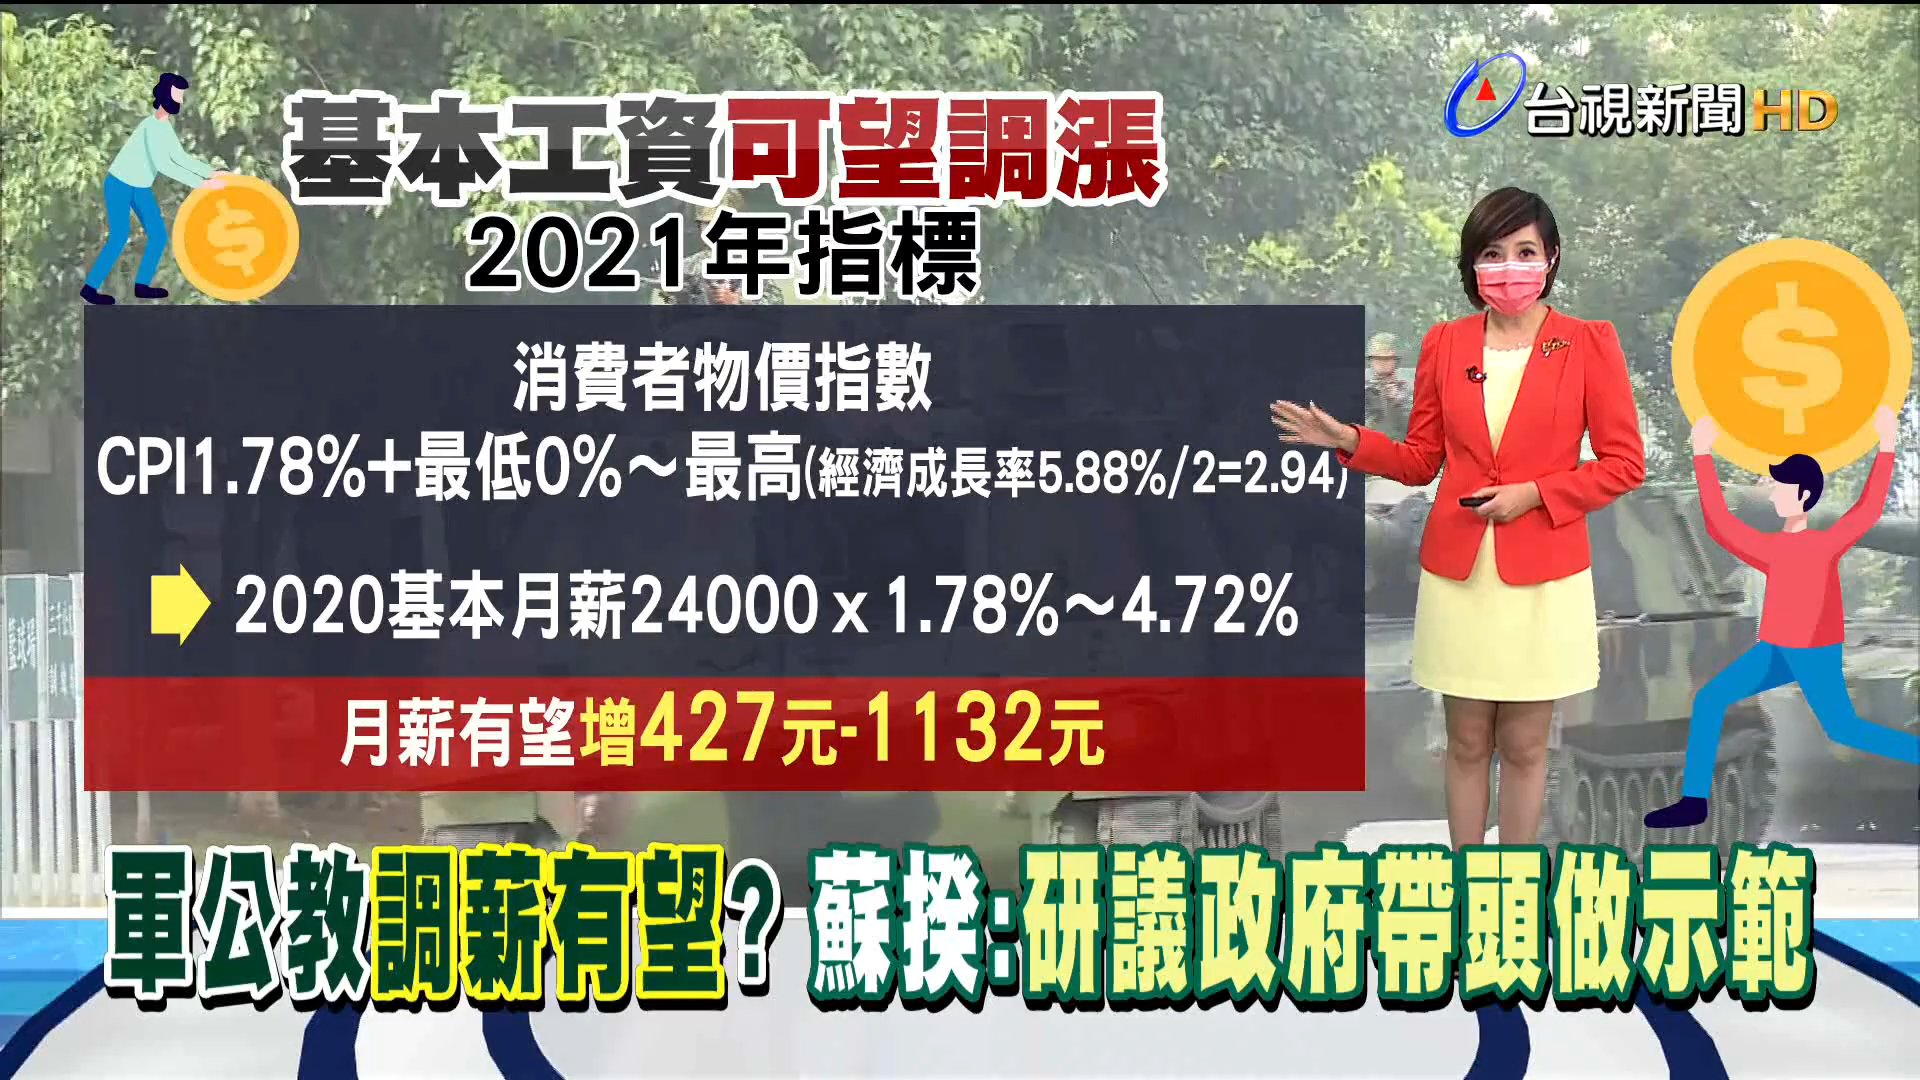 台視新聞HD
基本工資可望調漲
2021年指標
消費者物價指數
CPI1.78%+最低0%~最高(經濟成長率5.88%/2=2.94)
2020基本月薪24000 x 1.78%~4.72%
月薪有望增427元-1132元
軍公教調薪有望? 蘇揆:研議政府帶頭做示範